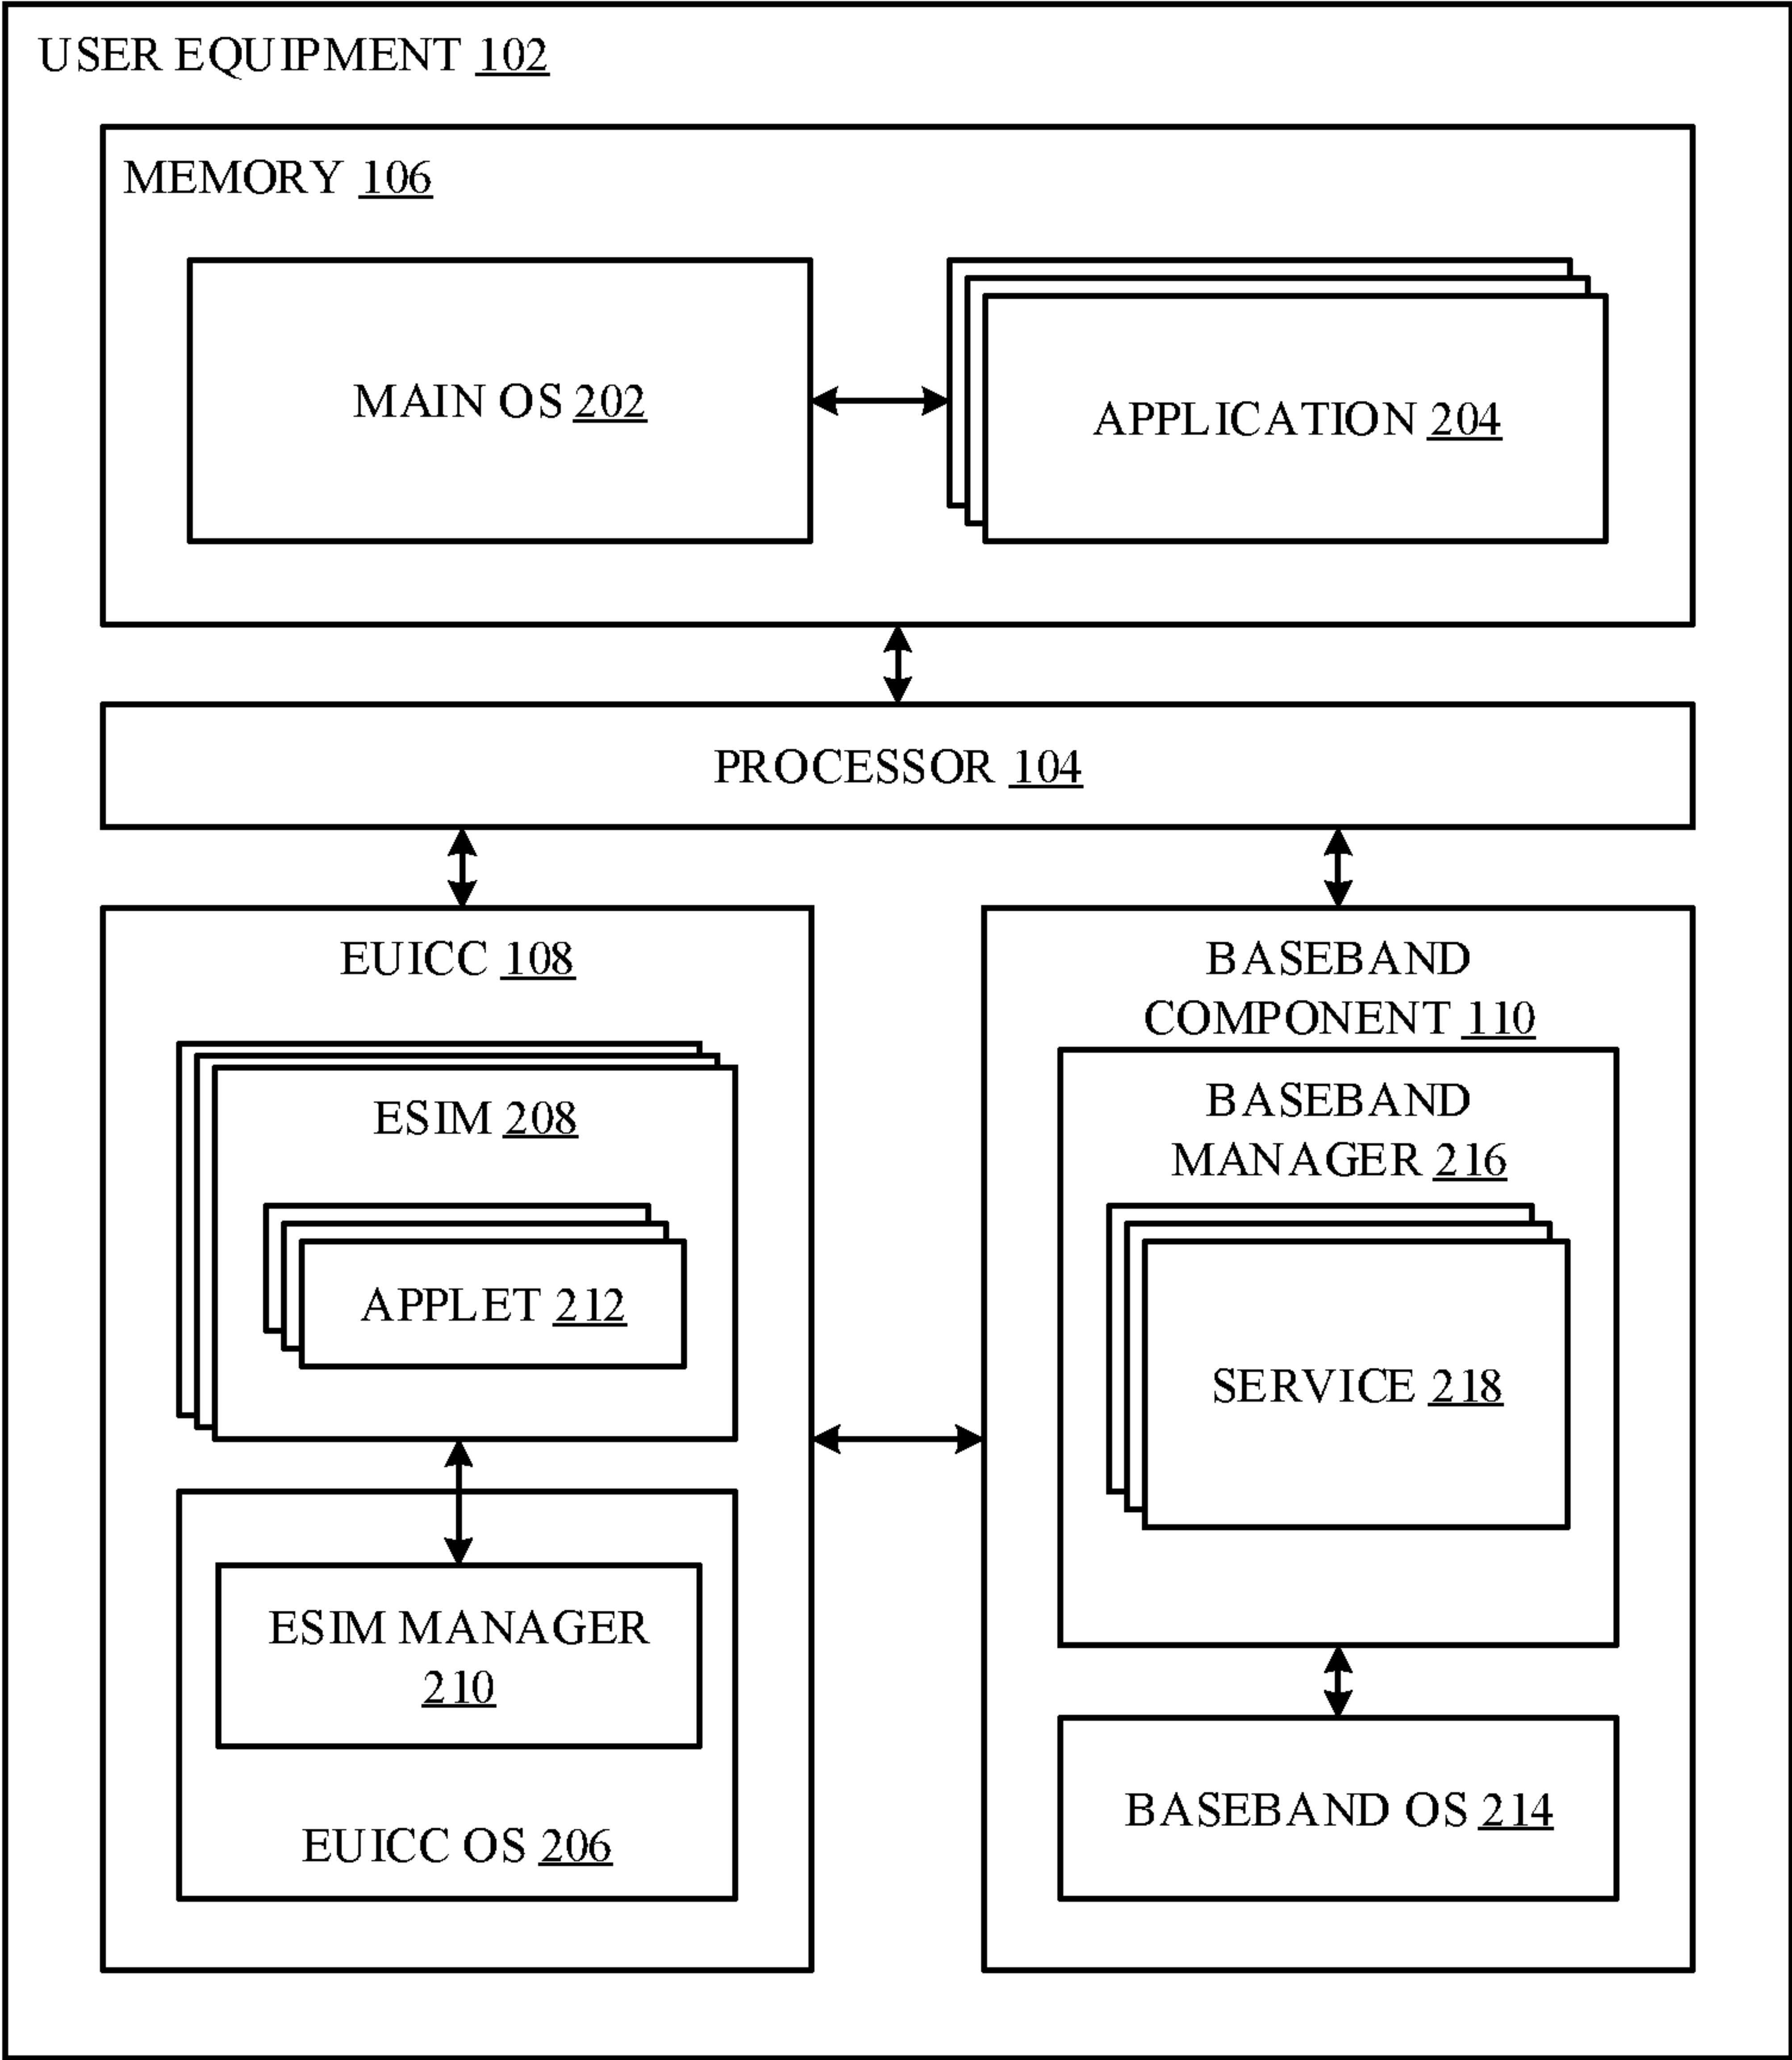 USER EQUIPMENT 102
MEMORY 106
MAIN OS 202
APPLICATION 204
PROCESSOR 104
EUICC 108
ESIM 208
APPLET 212
ESIM MANAGER
210
EUICC OS 206
BASEBAND
COMPONENT 110
BASEBAND
MANAGER 216
SERVICE 218
BASEBAND OS 214